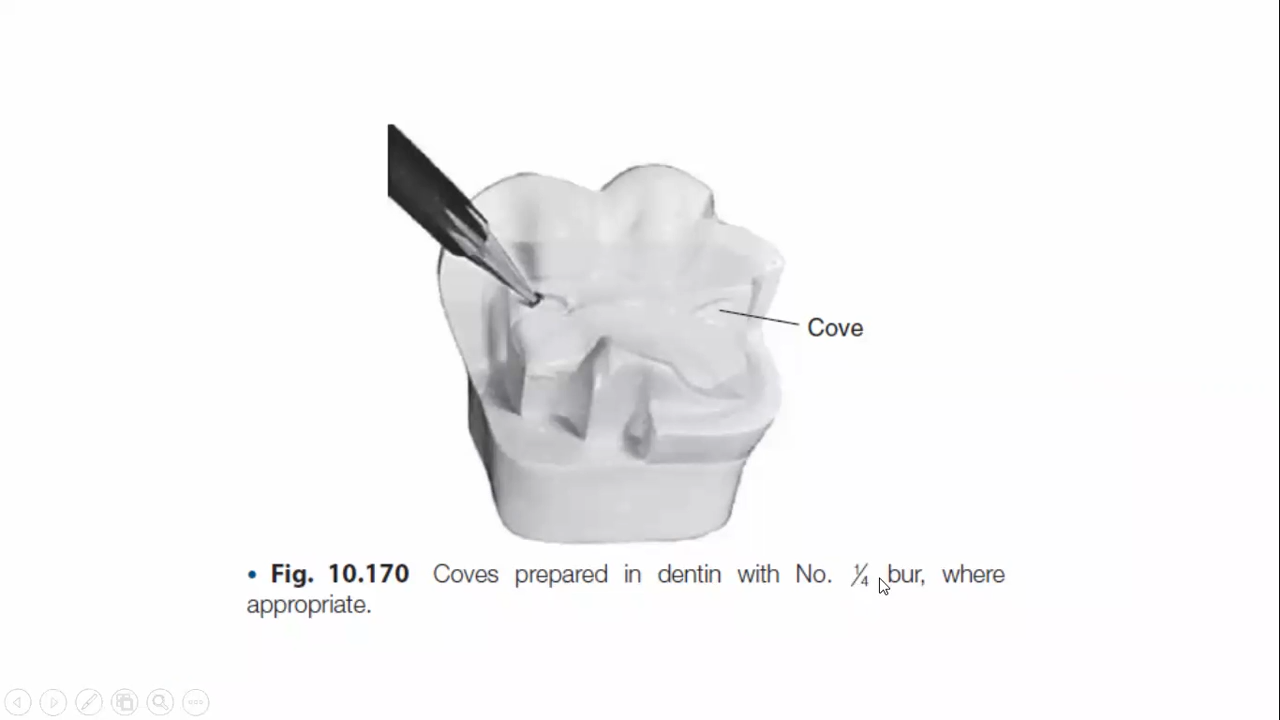 Cove
• Fig. 10.170 Coves prepared in dentin with No. ¼ bur, where
appropriate.